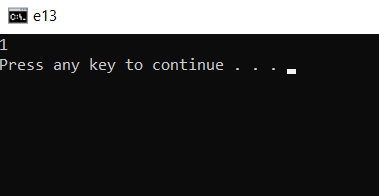 e13
1
Press any key to continue . . .